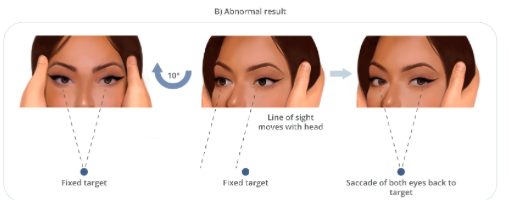 B) Abnormal result
10°
Line of sight
moves with head
Fixed target
Fixed target
Saccade of both eyes back to
target